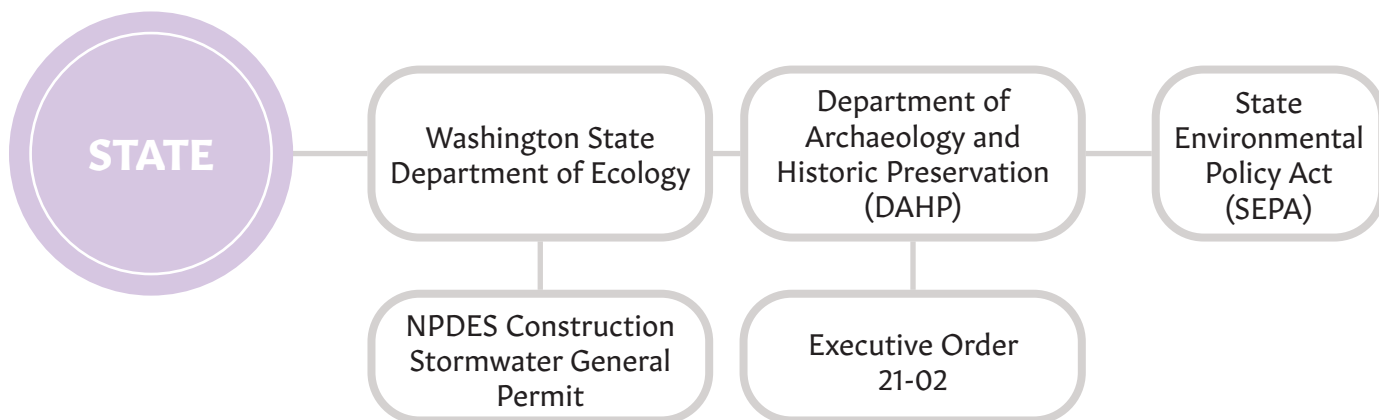 STATE
Washington State
Department of Ecology
Department of
Archaeology and
Historic Preservation
(DAHP)
State
Environmental
Policy Act
(SEPA)
NPDES Construction
Stormwater General
Permit
Executive Order
21-02